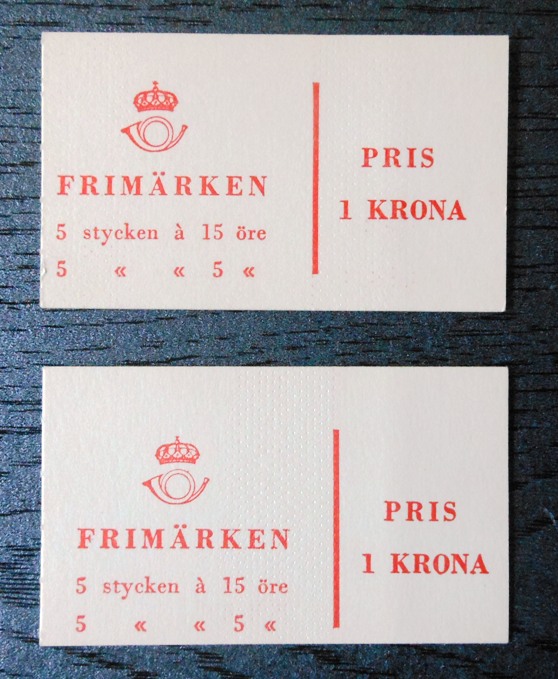 FRIMÄRKEN
5 stycken à 15 öre
5 « « 5 «
PRIS
1 KRONA
FRIMÄRKEN
5 stycken à 15 öre
5 « « 5 «
PRIS
1 KRONA